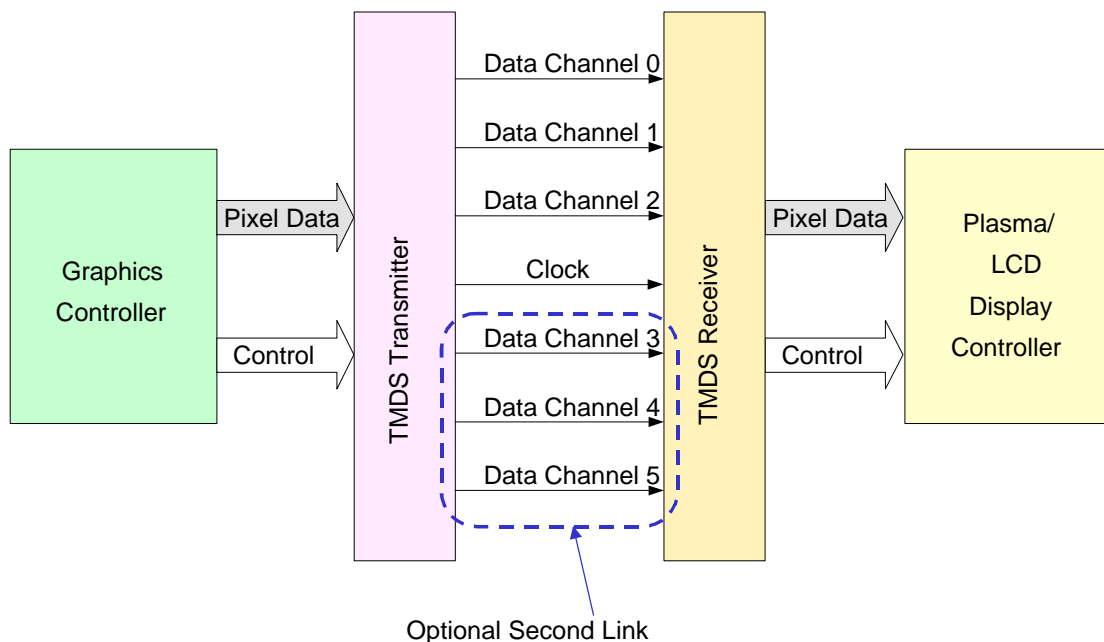 Graphics
Controller
Pixel Data
Control
TMDS Transmitter
Data Channel 0
Data Channel 1
Data Channel 2
Clock
Data Channel 3
Data Channel 4
Data Channel 5
TMDS Receiver
Pixel Data
Control
Plasma/
LCD
Display
Controller
Optional Second Link